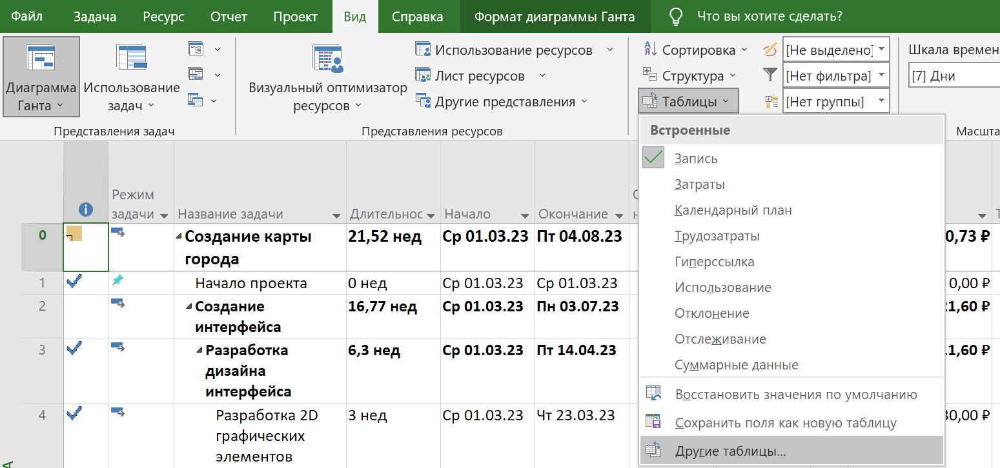 Файл Задача Ресурс Отчет Проект Вид Справка Формат диаграммы Ганта Что вы хотите сделать?
Диаграмма
Ганта
Использование
задач
Представления задач
Визуальный оптимизатор
ресурсов
Использование ресурсов
Лист ресурсов
Другие представления
Представления ресурсов
Сортировка
Структура
Таблицы
[Не выделено]
[Нет фильтра]
[Нет группы]
Шкала времен
[7] Дни
Масшта
Встроенные
Запись
Затраты
Календарный план
Трудозатраты
Гиперссылка
Использование
Отклонение
Отслеживание
Суммарные данные
Восстановить значения по умолчанию
Сохранить поля как новую таблицу
Другие таблицы...
Режим
задачи
Название задачи
Длительнос
Начало
Окончание
0
Создание карты
города
21,52 нед
Ср 01.03.23
Пт 04.08.23
0,73 ₽
1
Начало проекта
0 нед
Ср 01.03.23
Ср 01.03.23
0,00 ₽
2
Создание
интерфейса
16,77 нед
Ср 01.03.23
Пн 03.07.23
1,60 ₽
3
Разработка
дизайна
интерфейса
6,3 нед
Ср 01.03.23
Пт 14.04.23
1,60 ₽
4
Разработка 2D
графических
элементов
3 нед
Ср 01.03.23
Чт 23.03.23
0,00 ₽